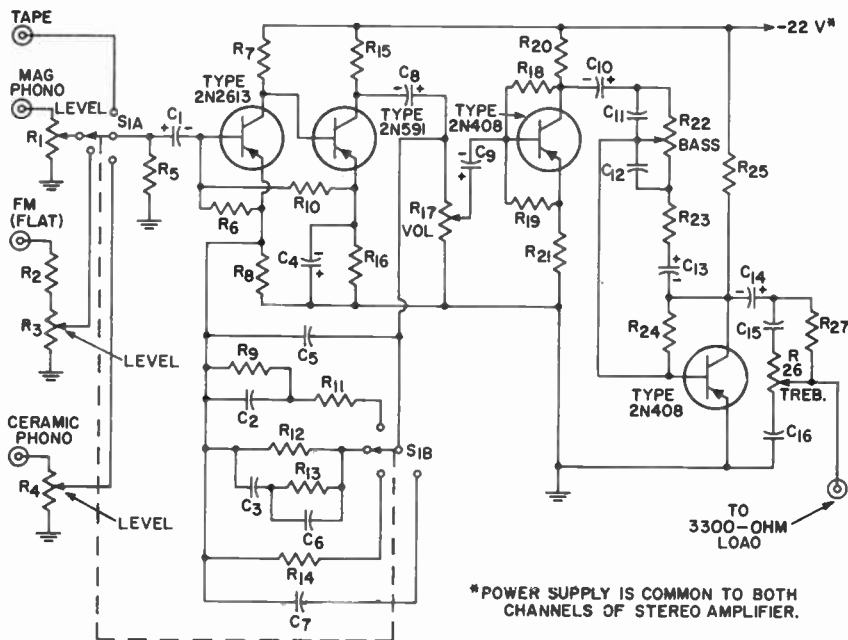 TAPE
MAG
PHONO
LEVEL
S1A
R1
C1
R5
FM
(FLAT)
R2
R3
LEVEL
CERAMIC
PHONO
R4
LEVEL
R7
TYPE
2N2613
R15
C8
TYPE
2N591
R6
R10
R8
C4
R16
C5
R9
C2
R11
R12
S1B
C3
R13
C6
R14
C7
R17
VOL
C9
TYPE
2N408
R18
R20
R19
R21
-22 V*
C10
C11
R22
BASS
C12
R23
C13
R24
R25
TYPE
2N408
C14
C15
R27
R
26
TREB.
C16
TO
3300-OHM
LOAO
*POWER SUPPLY IS COMMON TO BOTH
CHANNELS OF STEREO AMPLIFIER.